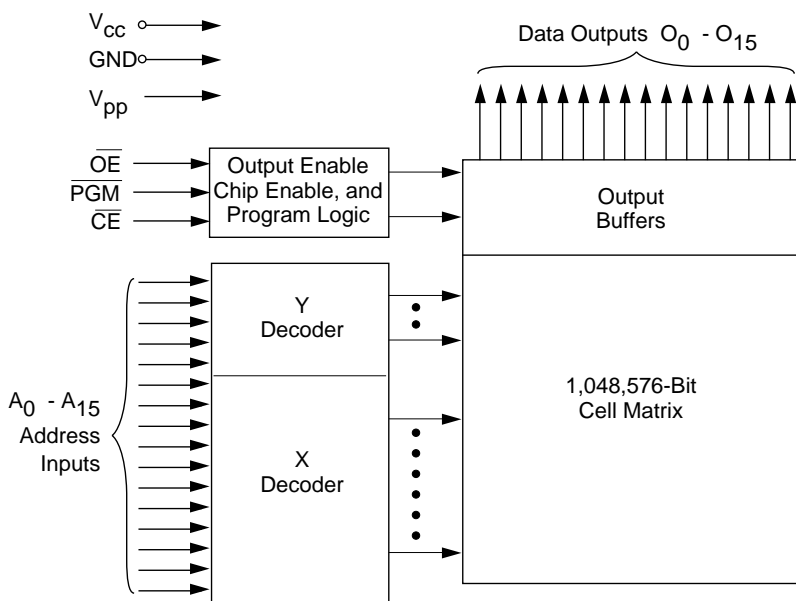 Vcc
GND
Vpp
Data Outputs O0 - O15
OE
PGM
CE
Output Enable
Chip Enable, and
Program Logic
Output
Buffers
Y
Decoder
A0 - A15
Address
Inputs
X
Decoder
1,048,576-Bit
Cell Matrix